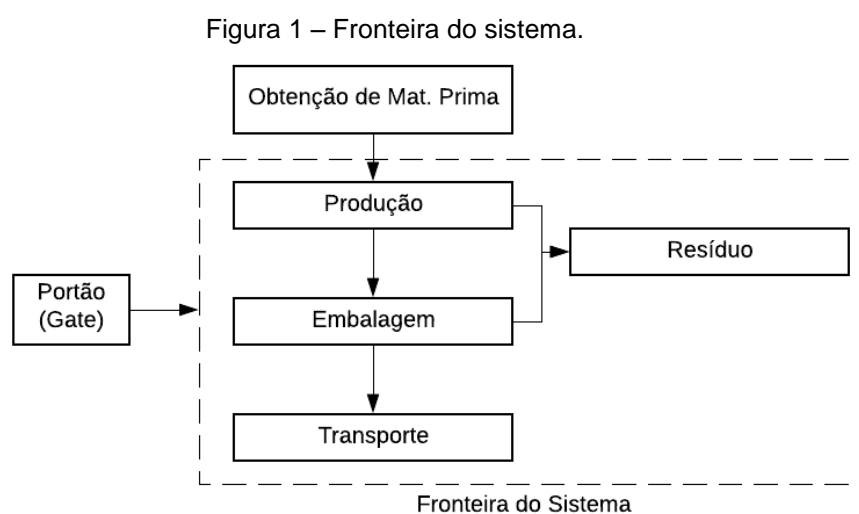 Figura 1 – Fronteira do sistema.
Obtenção de Mat. Prima
Produção
Resíduo
Portão
(Gate)
Embalagem
Transporte
Fronteira do Sistema